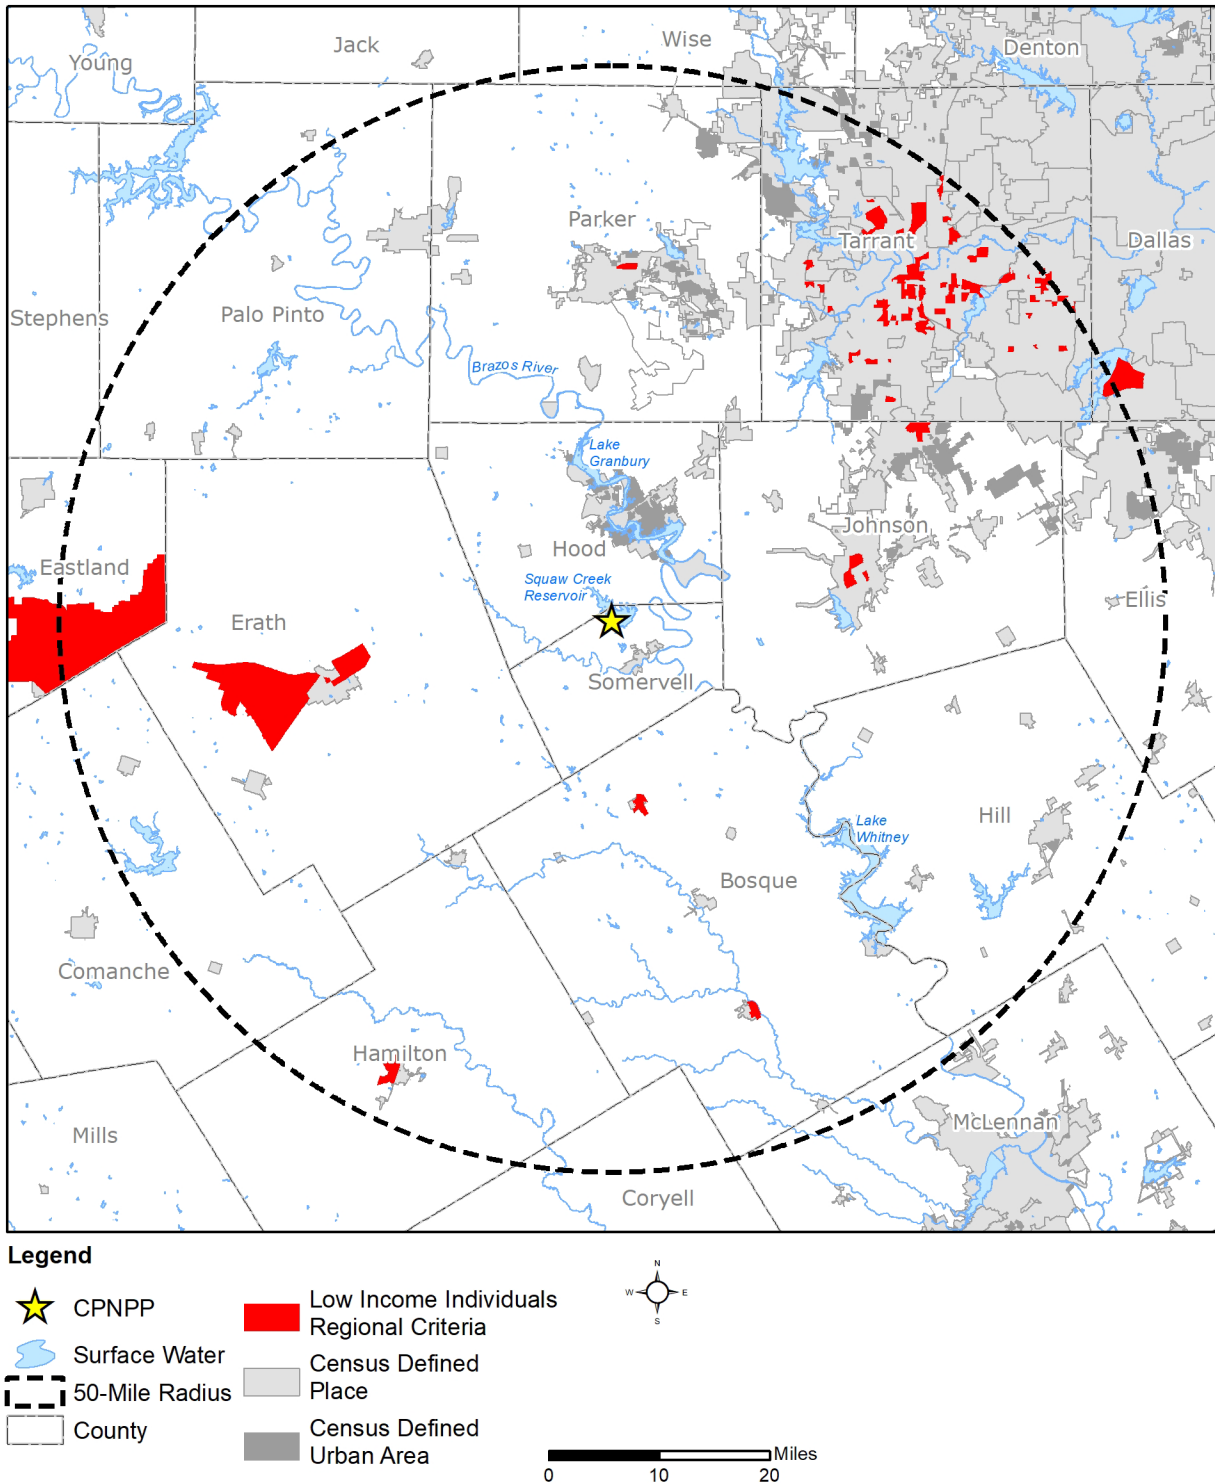 Jack
Wise
Denton
Young
Parker
Tarrant
Dallas
Stephens
Palo Pinto
Brazos River
Lake
Granbury
Johnson
Hood
Eastland
Squaw Creek
Reservoir
Ellis
Erath
Somervell
Lake
Whitney
Hill
Bosque
Comanche
Hamilton
McLennan
Mills
Coryell
Legend
CPNPP
Surface Water
50-Mile Radius
County
Low Income Individuals
Regional Criteria
Census Defined
Place
Census Defined
Urban Area
N
W
E
S
Miles
0
10
20